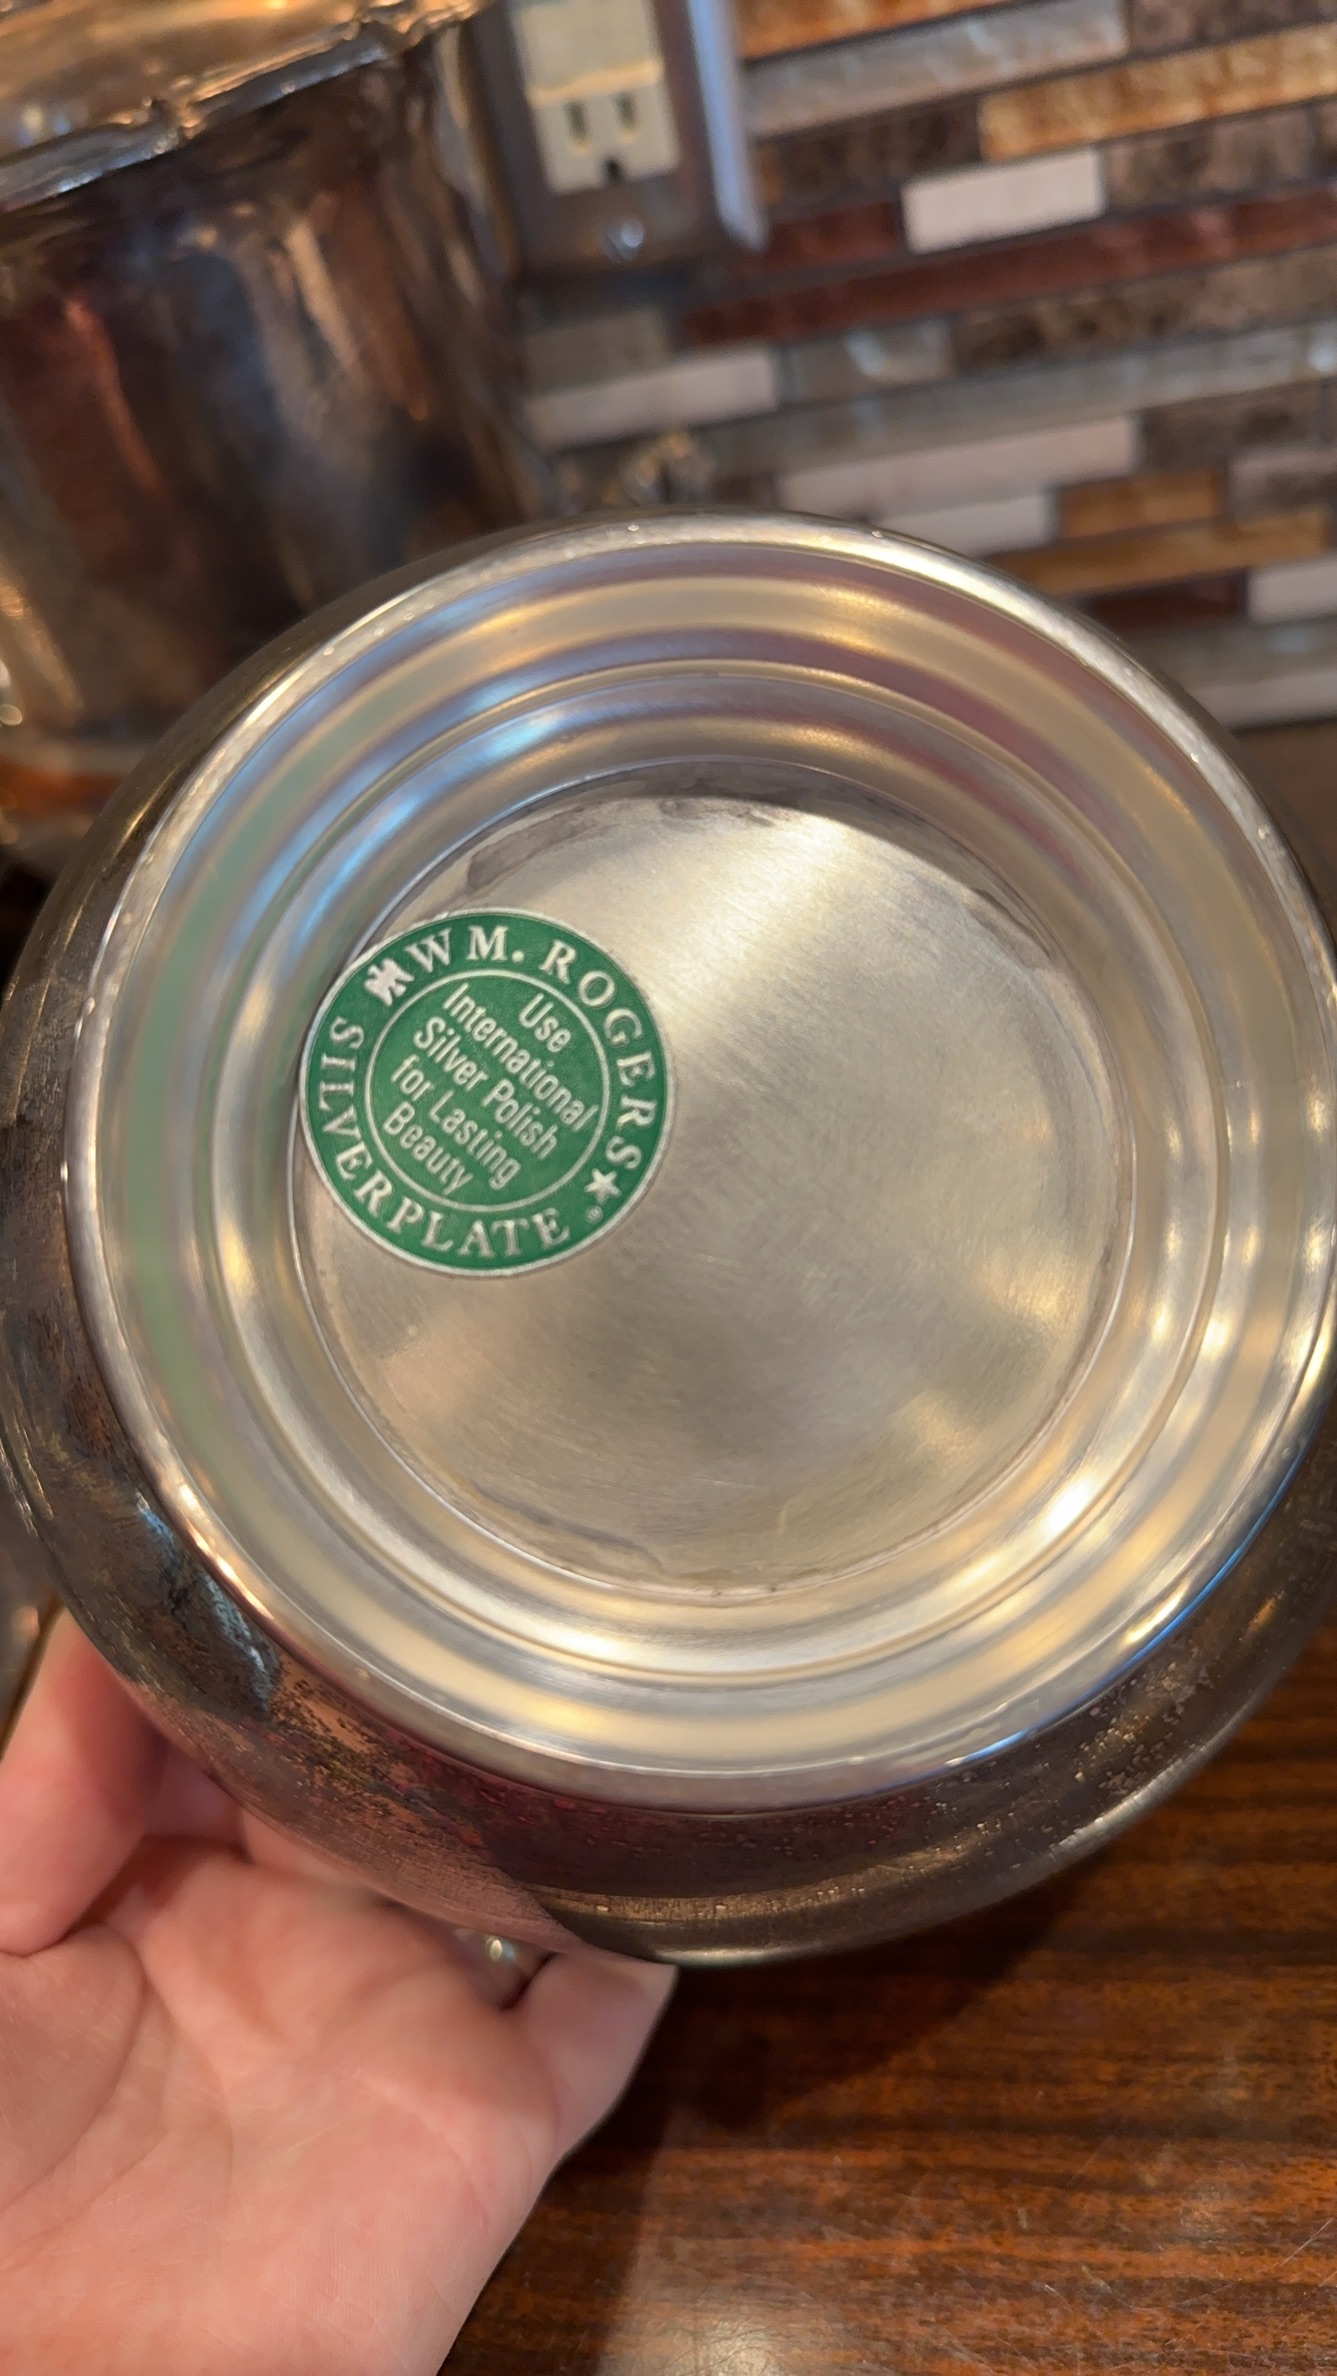 WM. ROGERS
Use
International
Silver Polish
for Lasting
Beauty
SILVERPLATE
®